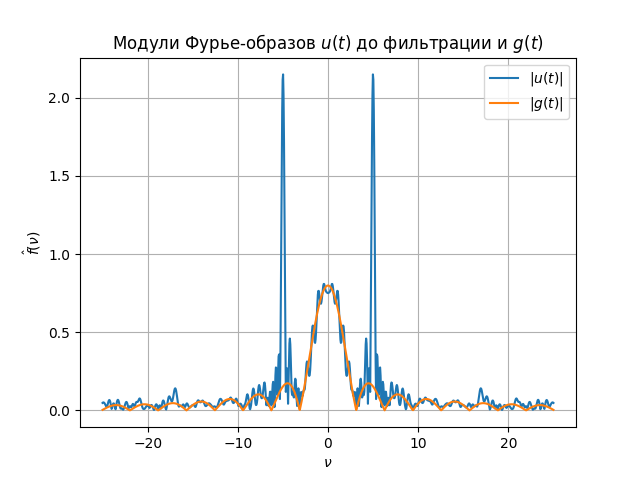 Модули Фурье-образов u(t) до фильтрации и g(t)
|u(t)|
|g(t)|
2.0
1.5
1.0
0.5
0.0
f̂(ν)
−20 −10 0 10 20
ν